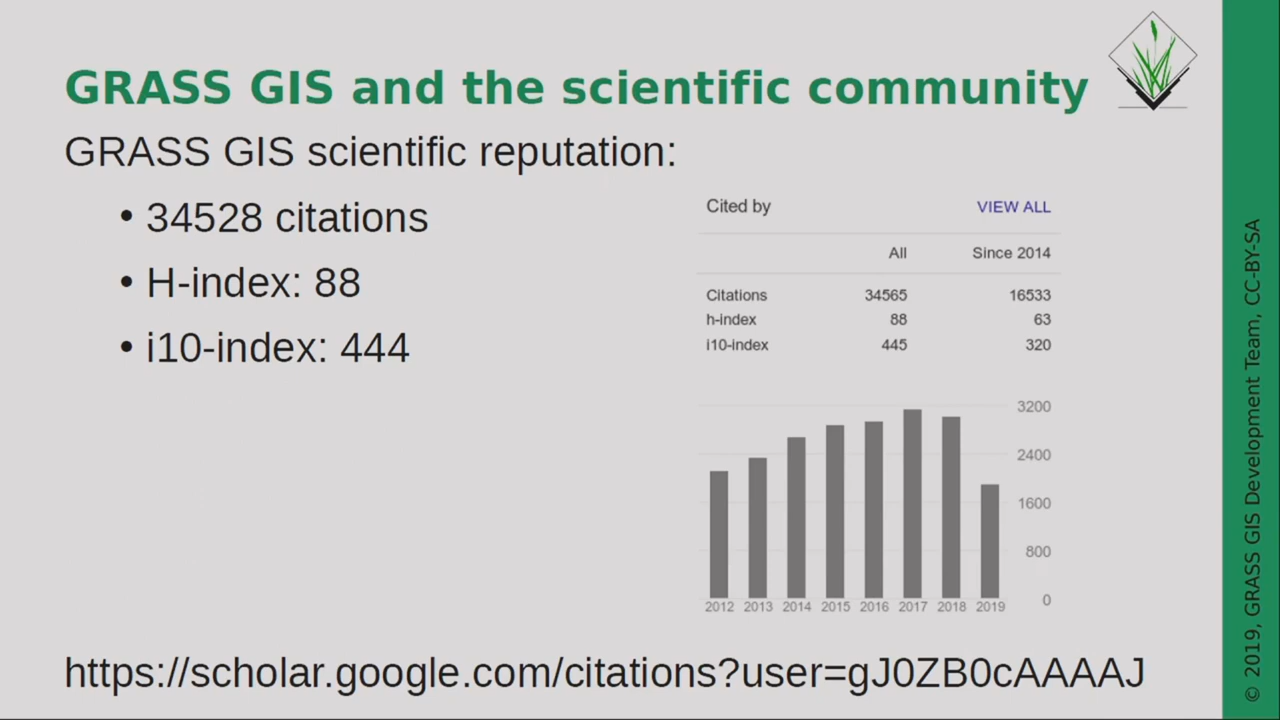 GRASS GIS and the scientific community
GRASS GIS scientific reputation:
• 34528 citations
• H-index: 88
• i10-index: 444
Cited by VIEW ALL
All Since 2014
Citations 34565 16533
h-index 88 63
i10-index 445 320
3200
2400
1600
800
0
2012 2013 2014 2015 2016 2017 2018 2019
https://scholar.google.com/citations?user=gJ0ZB0cAAAAJ
© 2019, GRASS GIS Development Team, CC-BY-SA